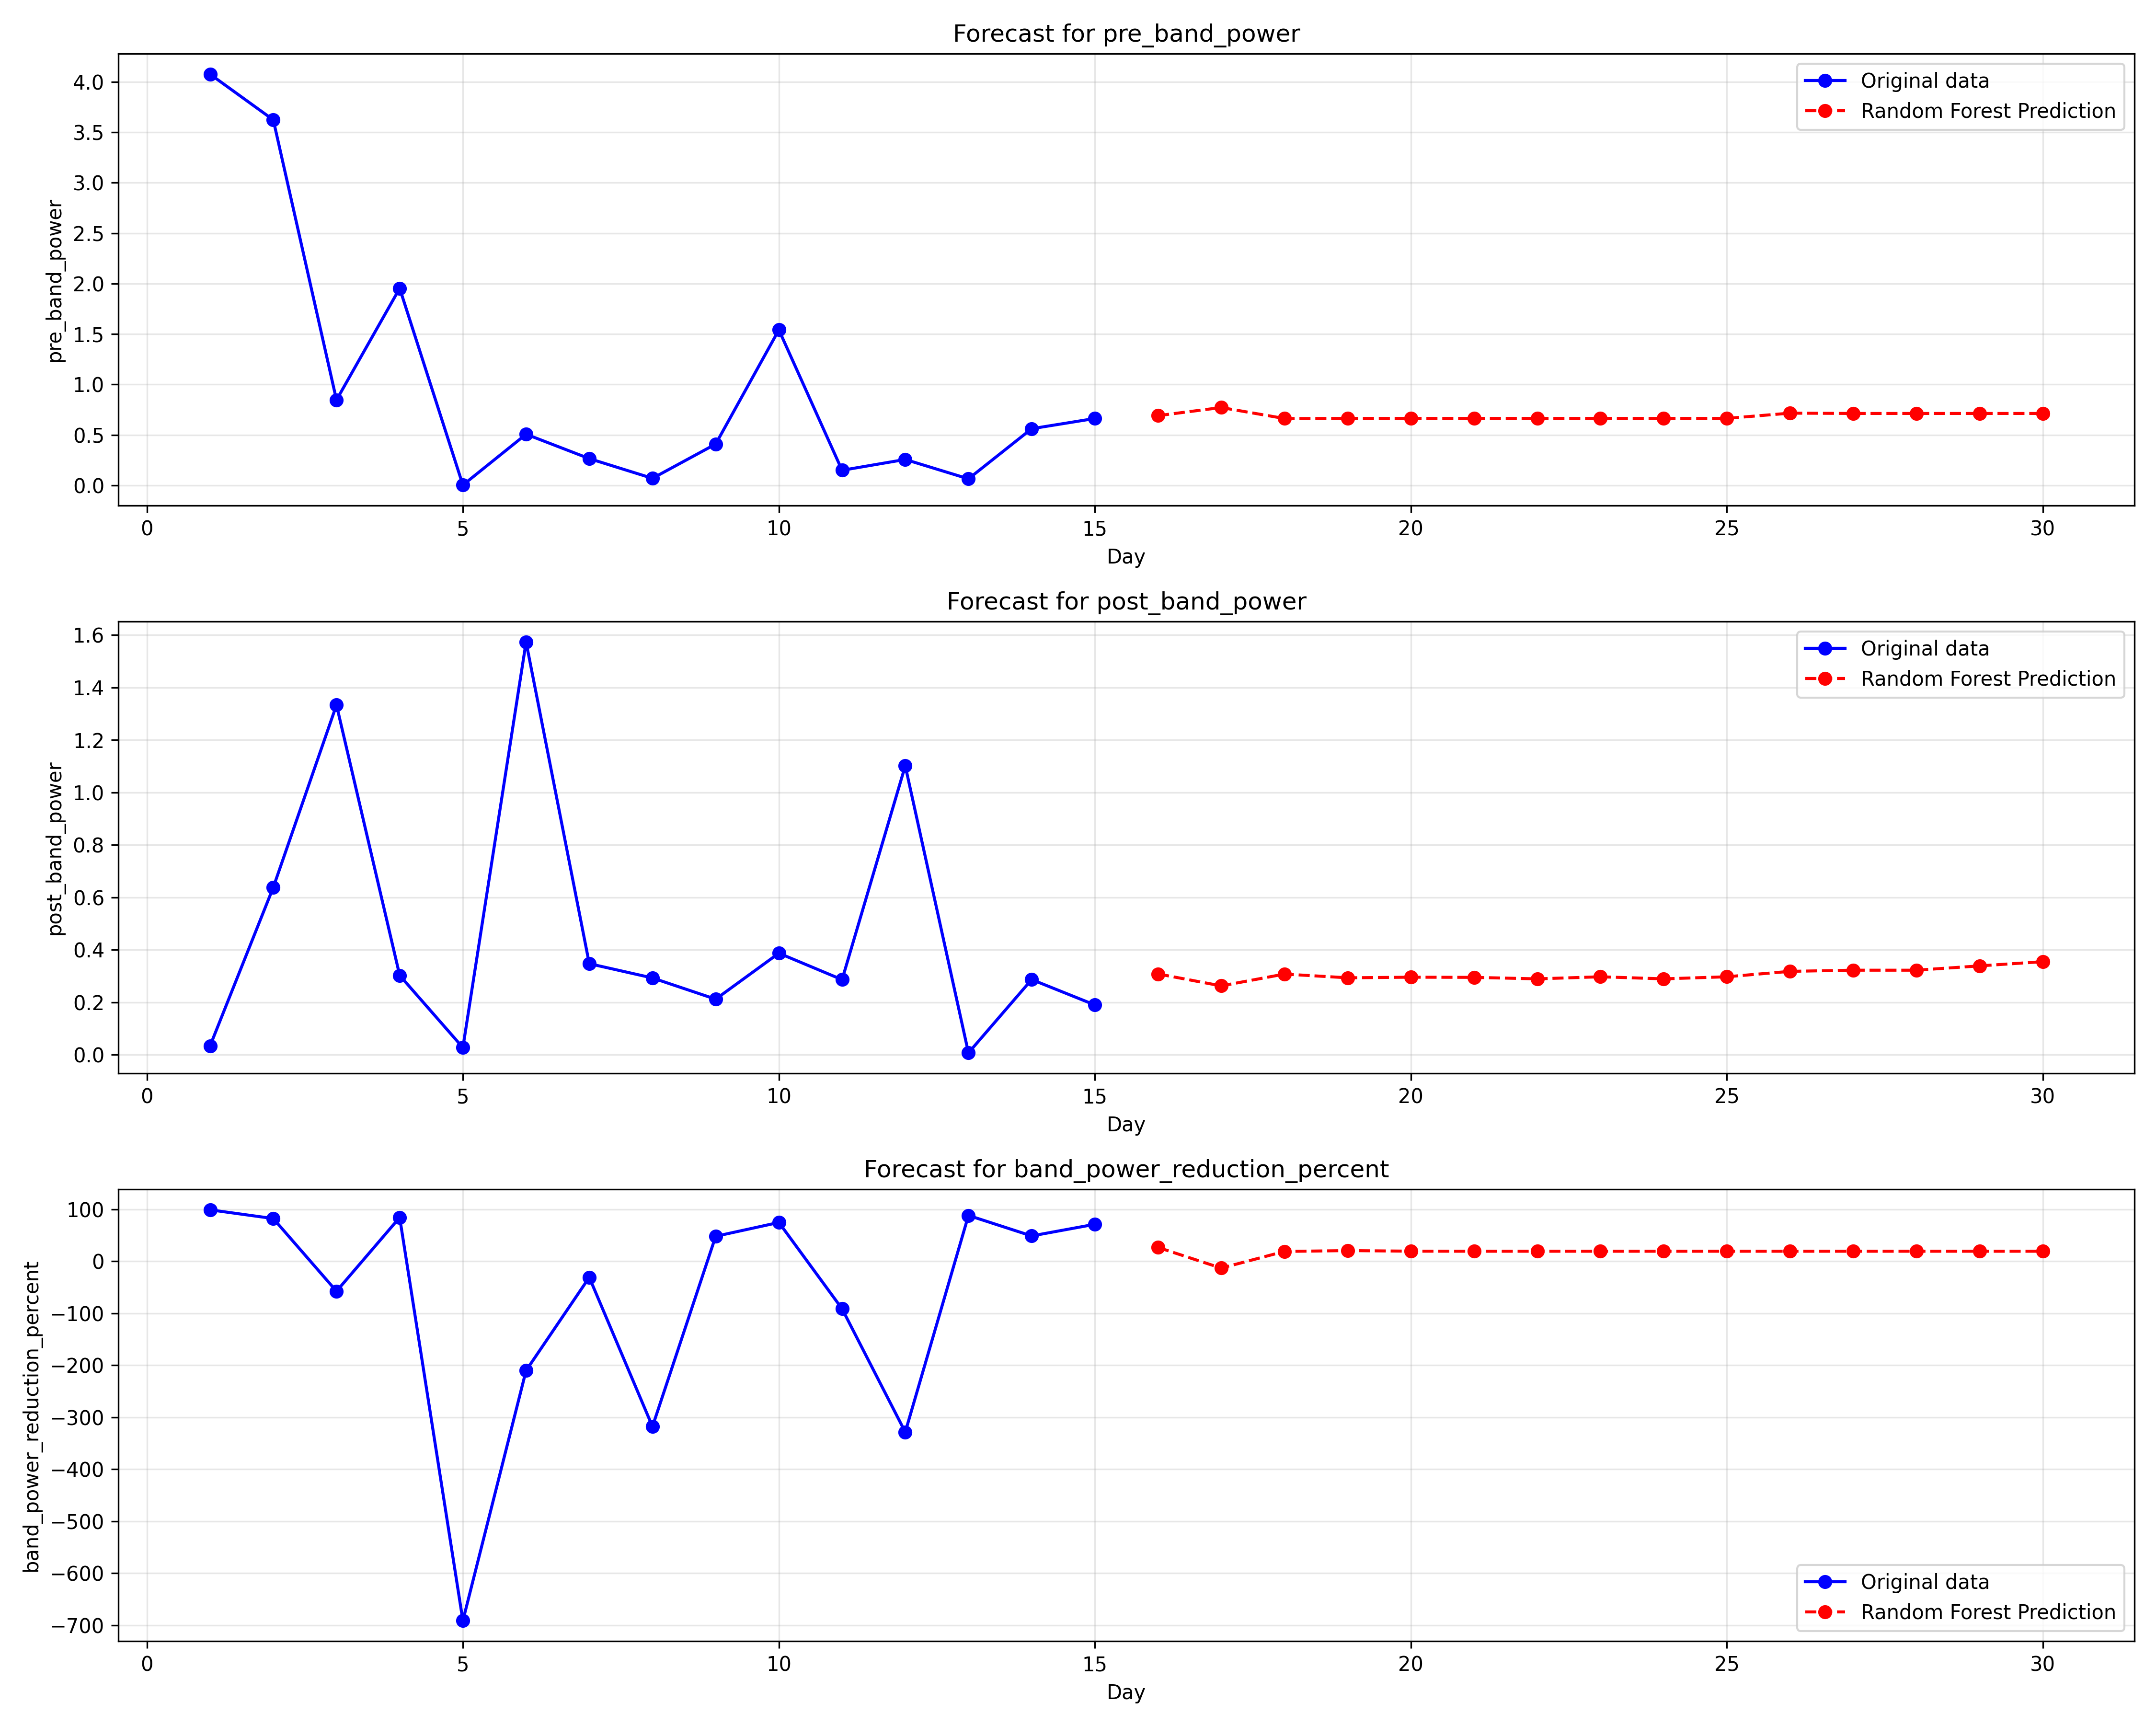 Forecast for pre_band_power
pre_band_power
4.0
3.5
3.0
2.5
2.0
1.5
1.0
0.5
0.0
Original data
Random Forest Prediction
0 5 10 15 20 25 30
Day
Forecast for post_band_power
post_band_power
1.6
1.4
1.2
1.0
0.8
0.6
0.4
0.2
0.0
Original data
Random Forest Prediction
0 5 10 15 20 25 30
Day
Forecast for band_power_reduction_percent
band_power_reduction_percent
100
0
−100
−200
−300
−400
−500
−600
−700
Original data
Random Forest Prediction
0 5 10 15 20 25 30
Day